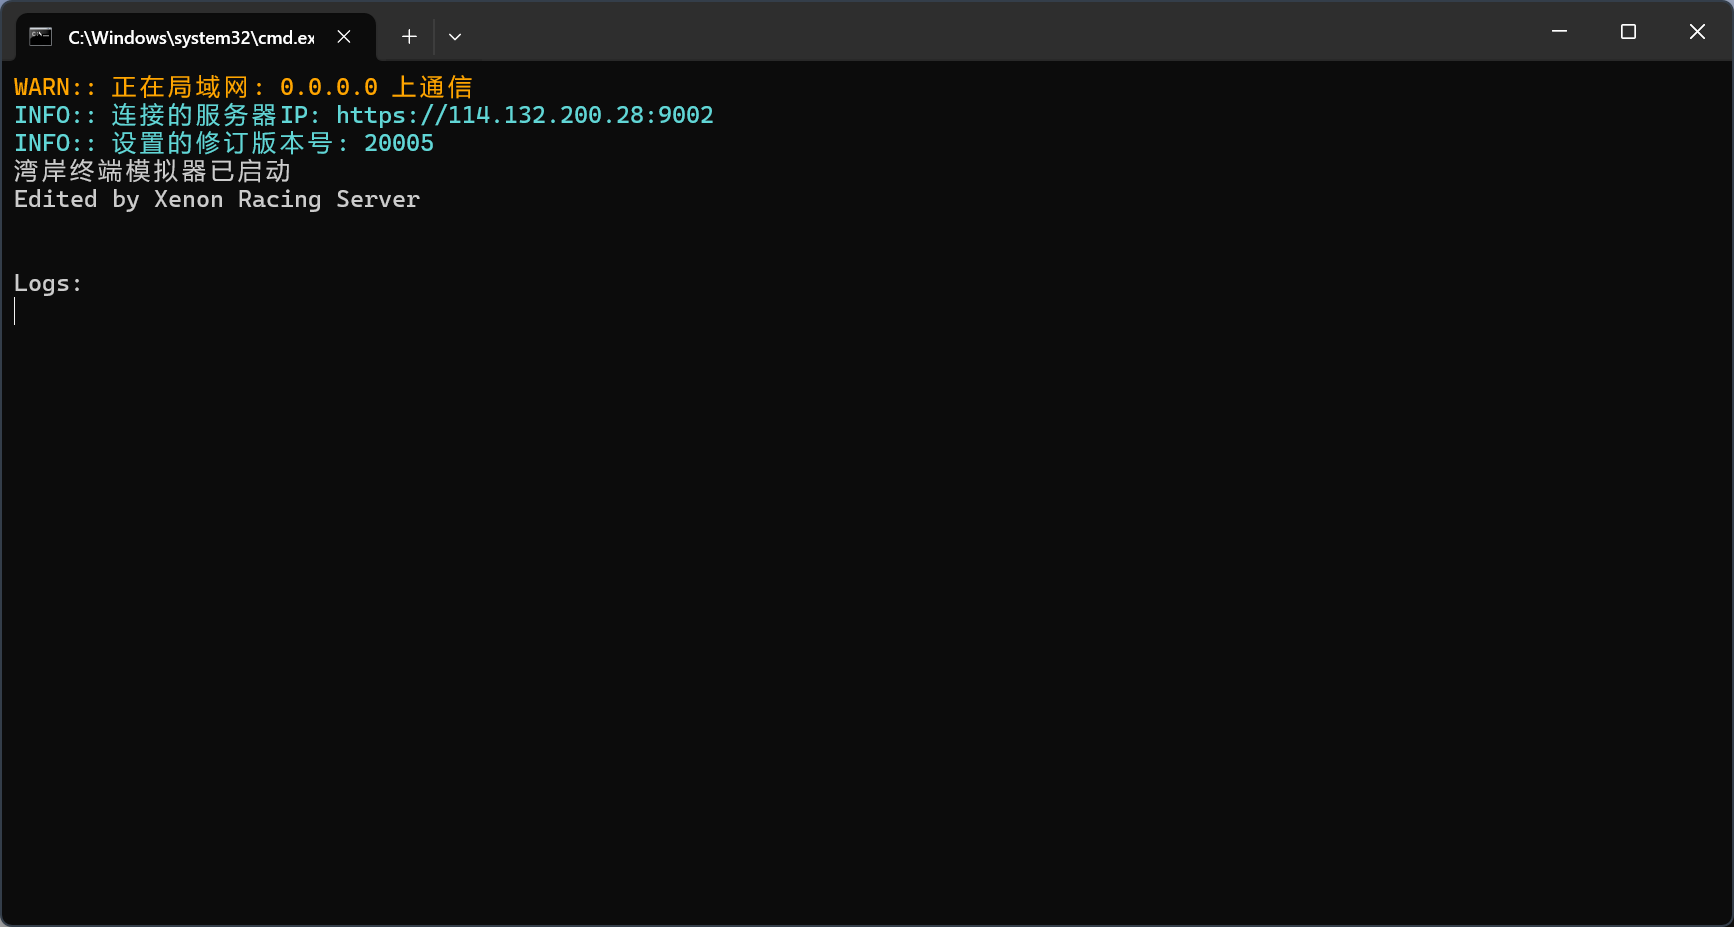 C:\Windows\system32\cmd.ex
WARN:: 正在局域网: 0.0.0.0 上通信
INFO:: 连接的服务器IP: https://114.132.200.28:9002
INFO:: 设置的修订版本号: 20005
湾岸终端模拟器已启动
Edited by Xenon Racing Server
Logs: